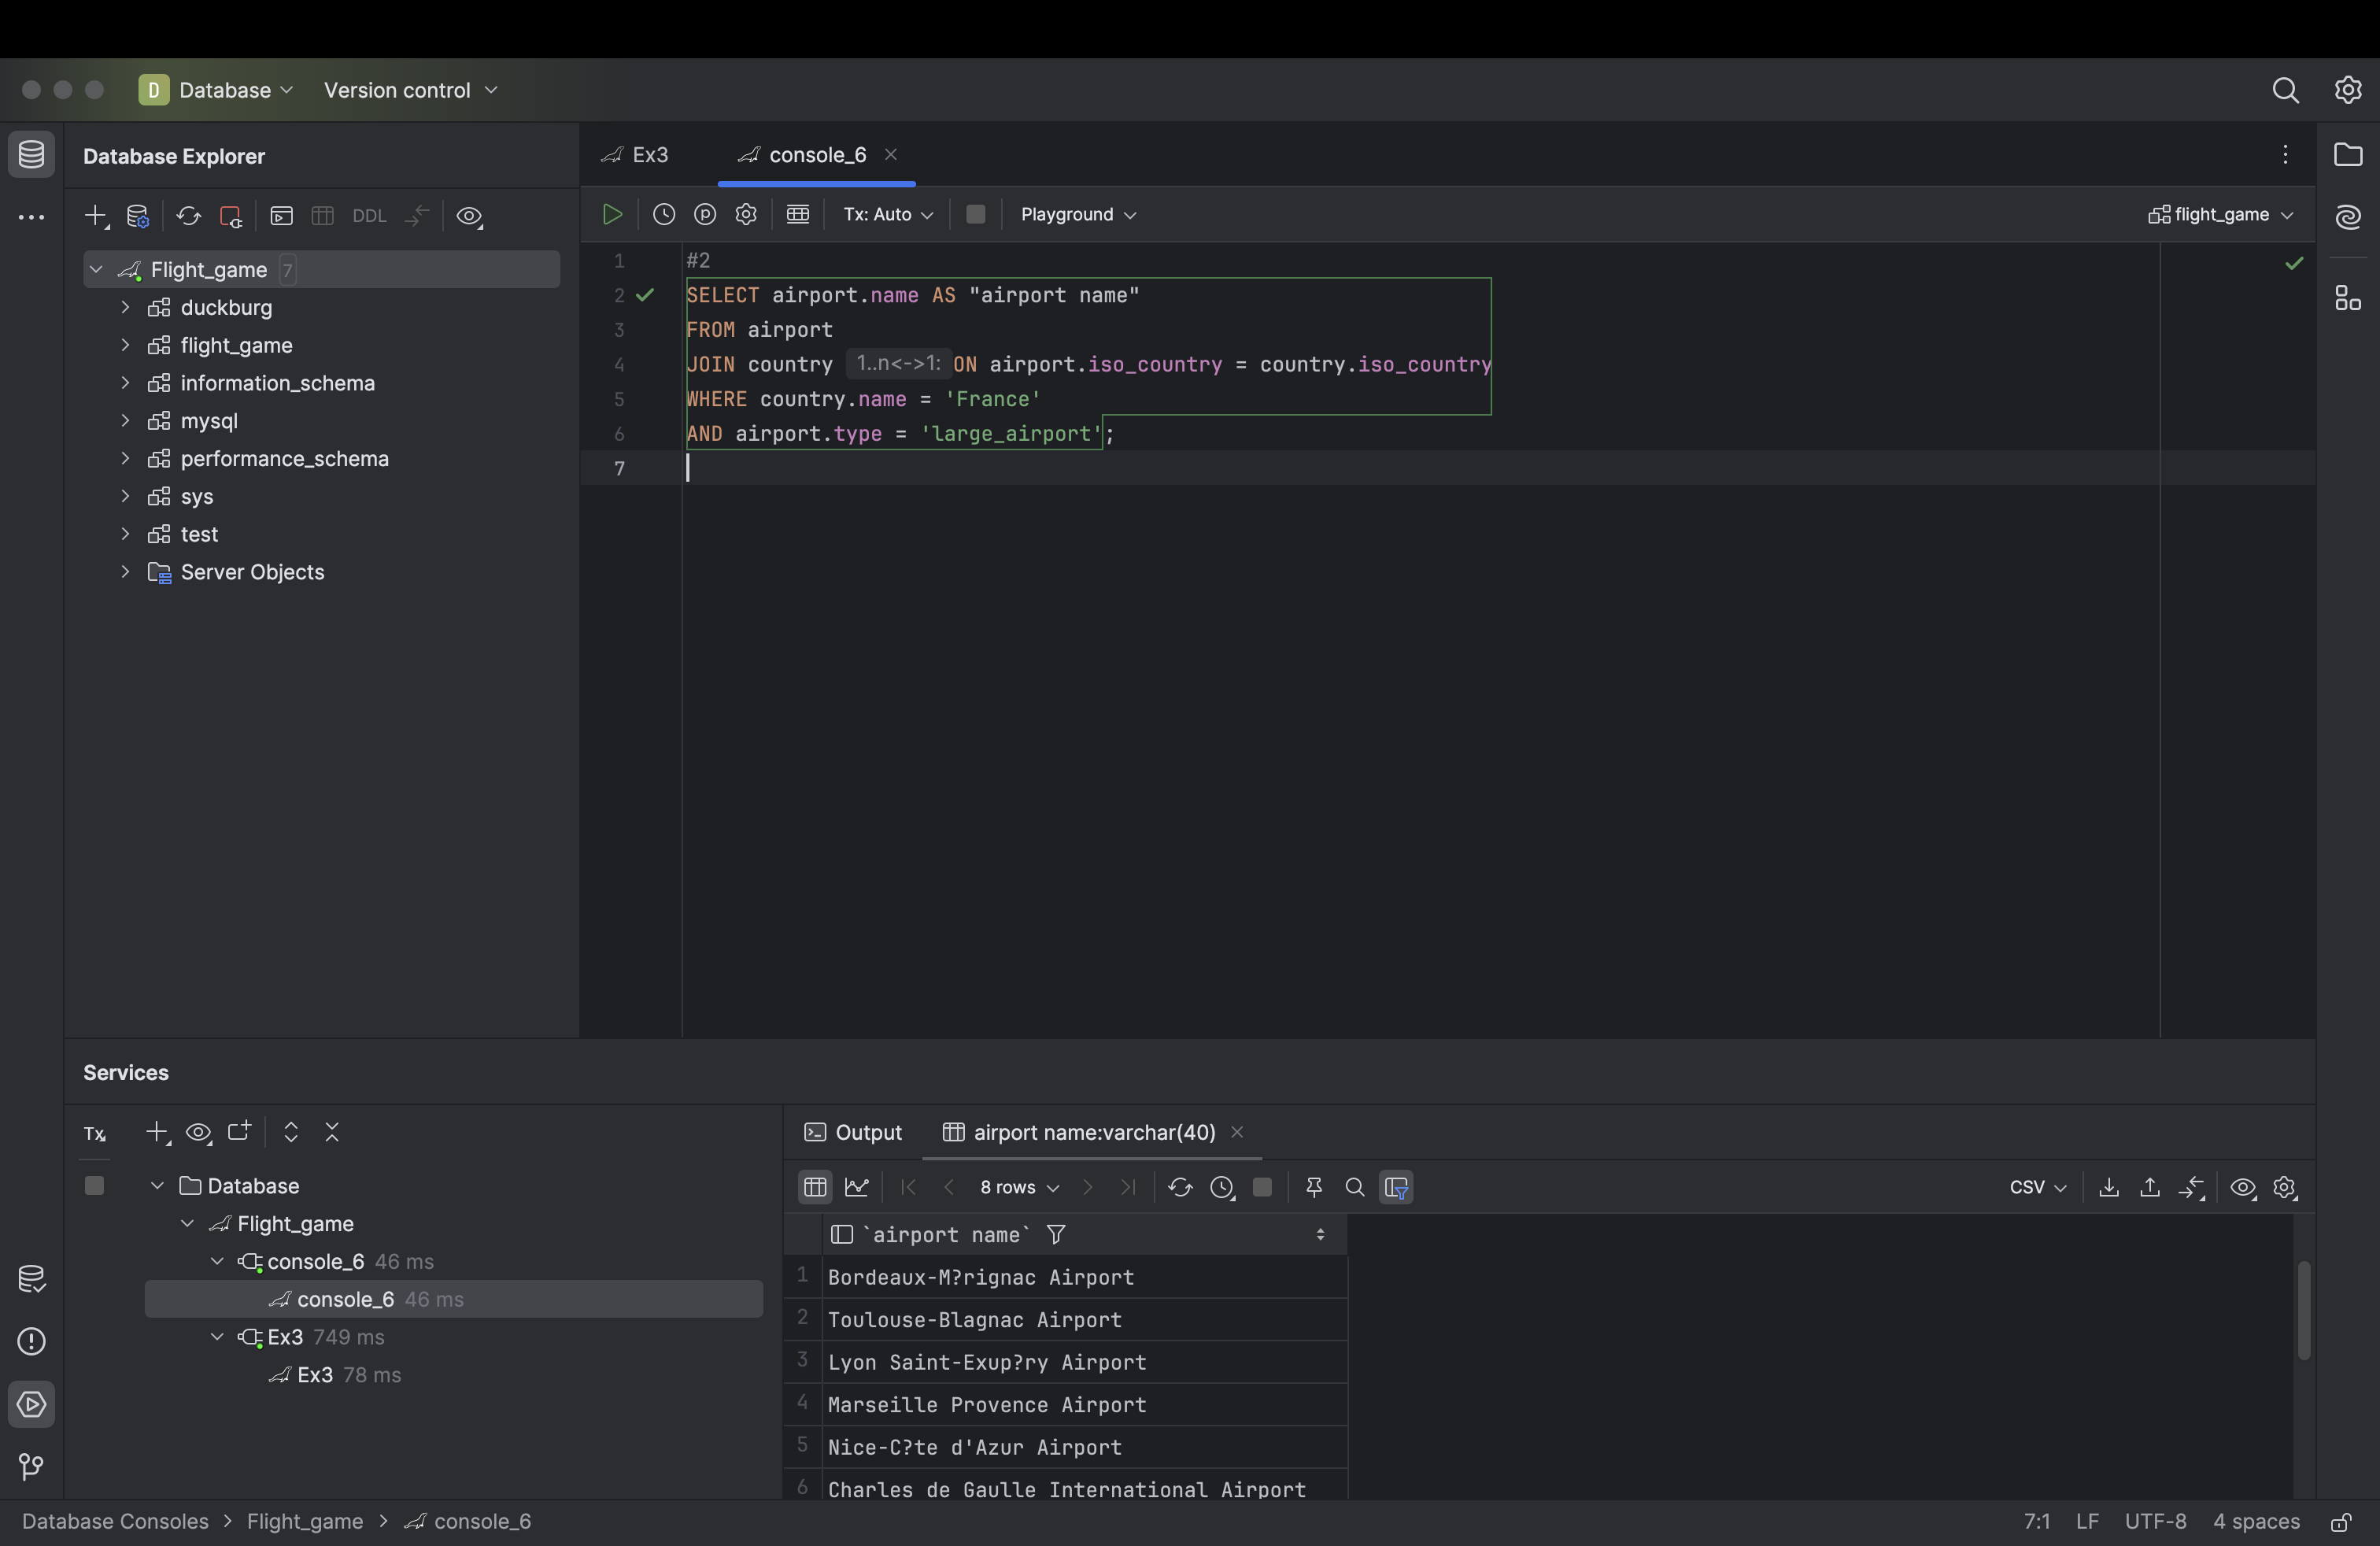 D Database Version control
Database Explorer
DDL
Flight_game 7
duckburg
flight_game
information_schema
mysql
performance_schema
sys
test
Server Objects
Ex3 console_6
Tx: Auto Playground flight_game
1 #2
2 SELECT airport.name AS "airport name"
3 FROM airport
4 JOIN country 1..n<->1: ON airport.iso_country = country.iso_country
5 WHERE country.name = 'France'
6 AND airport.type = 'large_airport';
7
Services
Tx
Database
Flight_game
console_6 46 ms
console_6 46 ms
Ex3 749 ms
Ex3 78 ms
Output airport name:varchar(40)
8 rows CSV
`airport name`
1 Bordeaux-M?rignac Airport
2 Toulouse-Blagnac Airport
3 Lyon Saint-Exup?ry Airport
4 Marseille Provence Airport
5 Nice-C?te d'Azur Airport
6 Charles de Gaulle International Airport
Database Consoles > Flight_game > console_6
7:1 LF UTF-8 4 spaces